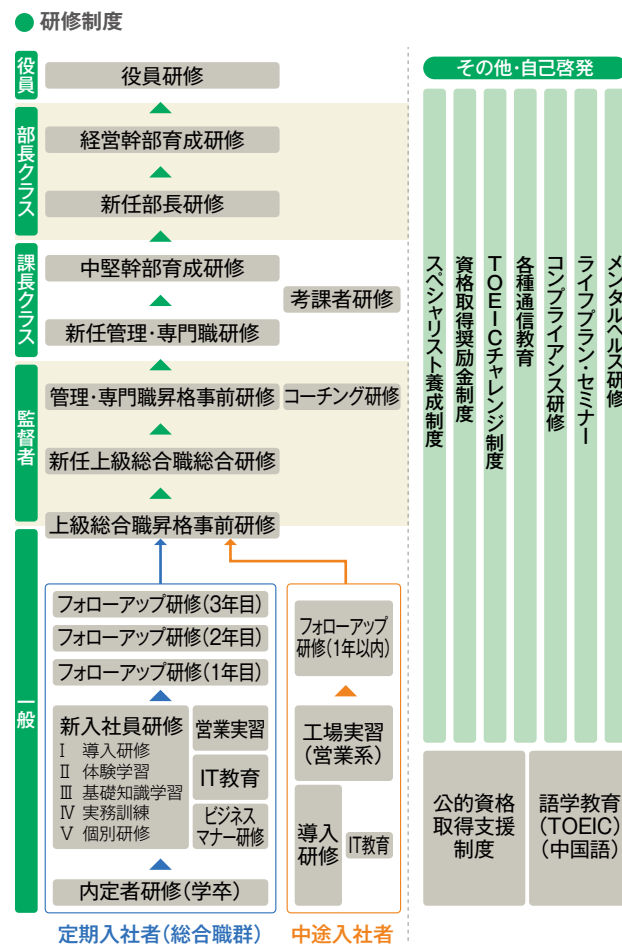 研修制度
役員
役員研修
部長クラス
経営幹部育成研修
新任部長研修
課長クラス
中堅幹部育成研修
考課者研修
新任管理・専門職研修
監督者
管理・専門職昇格事前研修
コーチング研修
新任上級総合職総合研修
上級総合職昇格事前研修
一般
フォローアップ研修(3年目)
フォローアップ研修(2年目)
フォローアップ研修(1年目)
新入社員研修
Ⅰ 導入研修
Ⅱ 体験学習
Ⅲ 基礎知識学習
Ⅳ 実務訓練
Ⅴ 個別研修
営業実習
IT教育
ビジネス
マナー研修
内定者研修(学卒)
定期入社者(総合職群)
フォローアップ
研修(1年以内)
工場実習
(営業系)
導入
研修
IT教育
中途入社者
その他・自己啓発
スペシャリスト養成制度
資格取得奨励金制度
TOEICチャレンジ制度
各種通信教育
コンプライアンス研修
ライフプラン・セミナー
メンタルヘルス研修
公的資格
取得支援
制度
語学教育
(TOEIC)
(中国語)